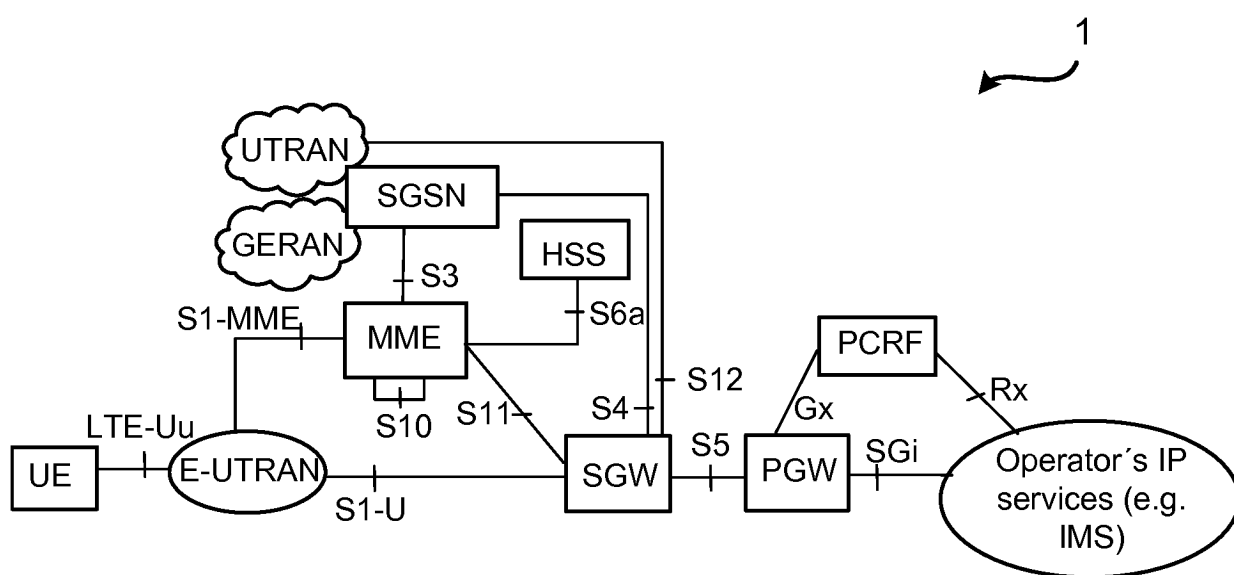 1
UTRAN
SGSN
GERAN
HSS
S3
S1-MME
MME
S6a
PCRF
S10
S11
S4
S12
Gx
Rx
LTE-Uu
UE
E-UTRAN
S1-U
SGW
S5
PGW
SGi
Operator´s IP
services (e.g.
IMS)